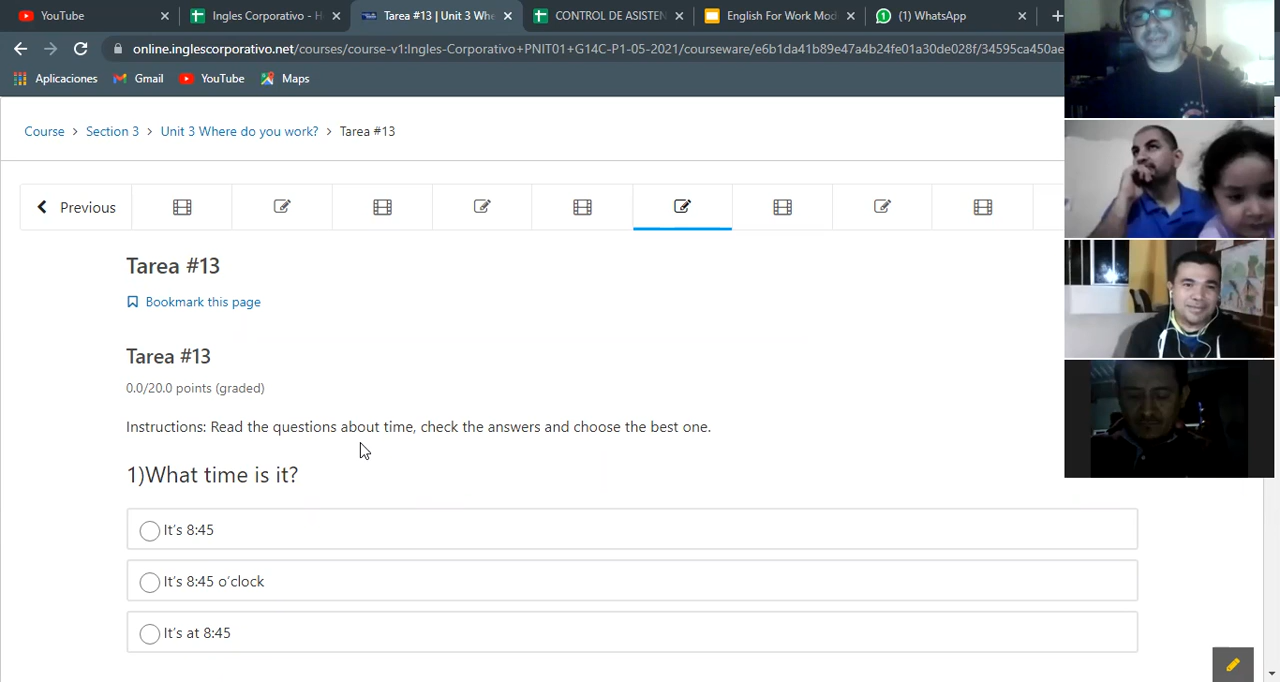 YouTube
Ingles Corporativo - H
Tarea #13 | Unit 3 Whe
CONTROL DE ASISTEN
English For Work Mod
(1) WhatsApp
online.inglescorporativo.net/courses/course-v1:Ingles-Corporativo+PNIT01+G14C-P1-05-2021/courseware/e6b1da41b89e47a4b24fe01a30de028f/34595ca450ae
Aplicaciones
Gmail
YouTube
Maps
Course > Section 3 > Unit 3 Where do you work? > Tarea #13
Previous
Tarea #13
Bookmark this page
Tarea #13
0.0/20.0 points (graded)
Instructions: Read the questions about time, check the answers and choose the best one.
1)What time is it?
It's 8:45
It's 8:45 o'clock
It's at 8:45